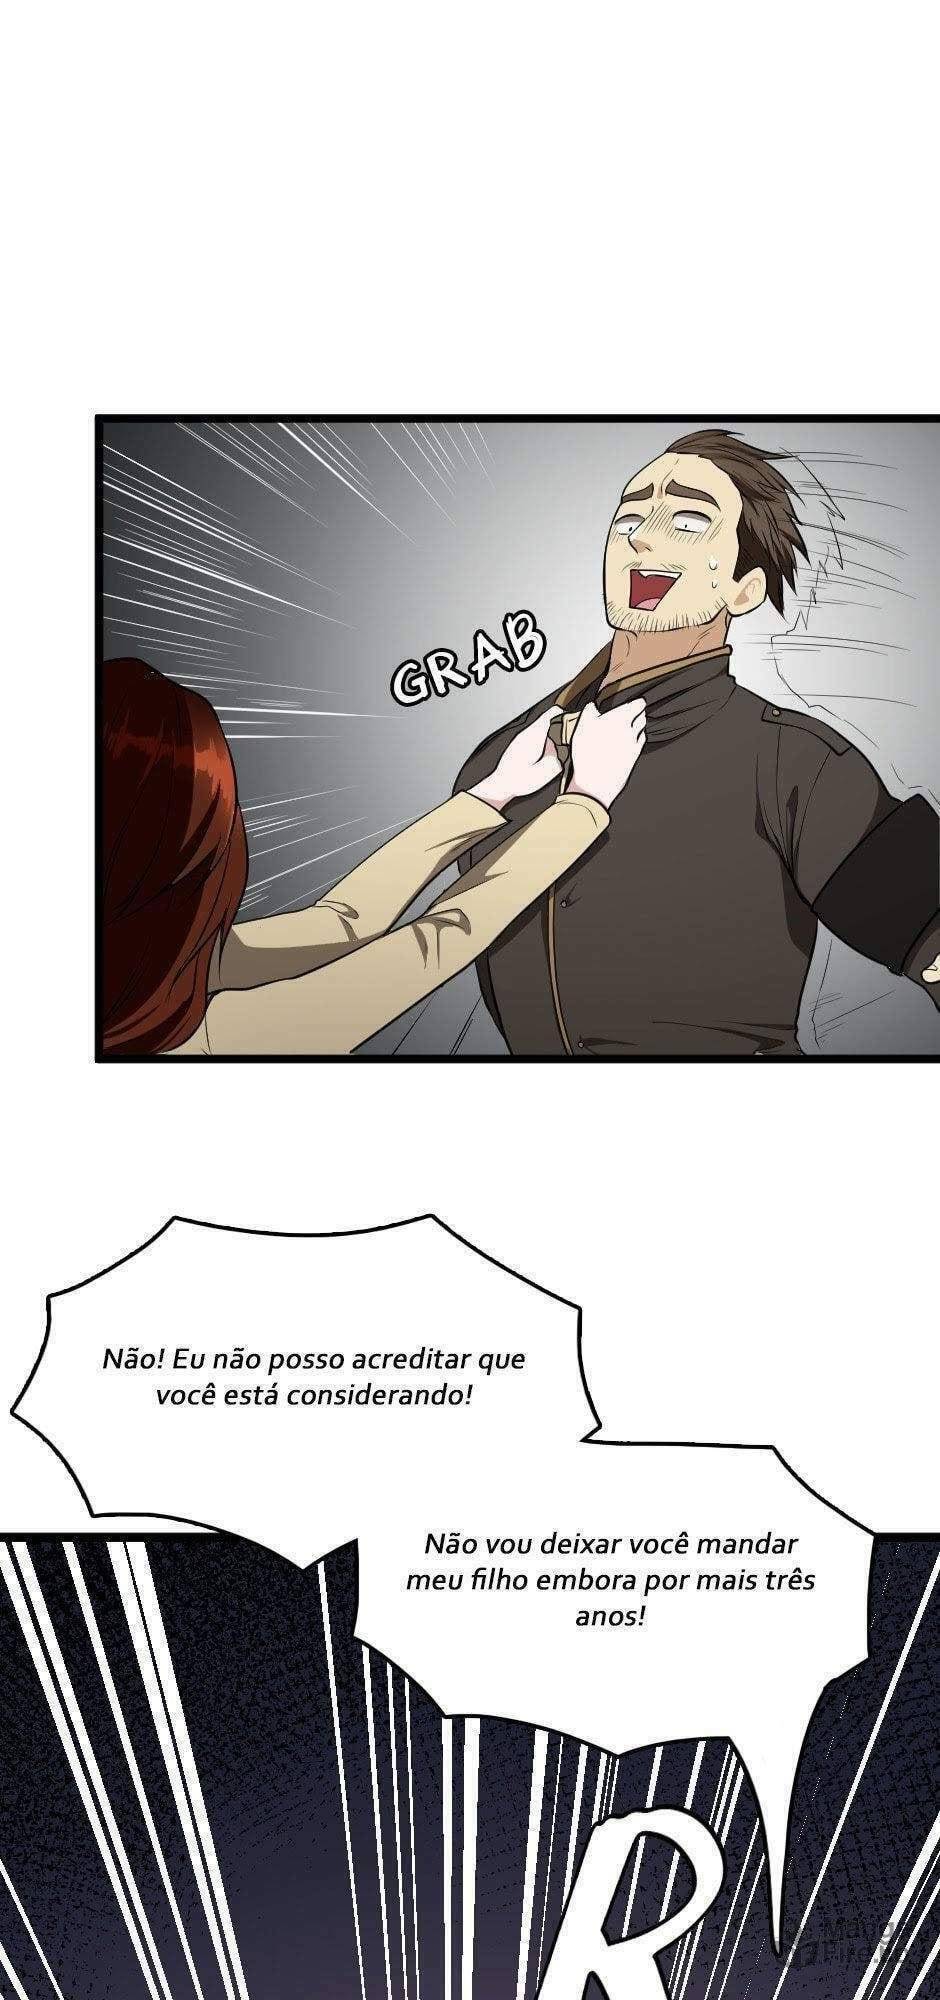 GRAB
Não! Eu não posso acreditar que
você está considerando!
Não vou deixar você mandar
meu filho embora por mais três
anos!
R